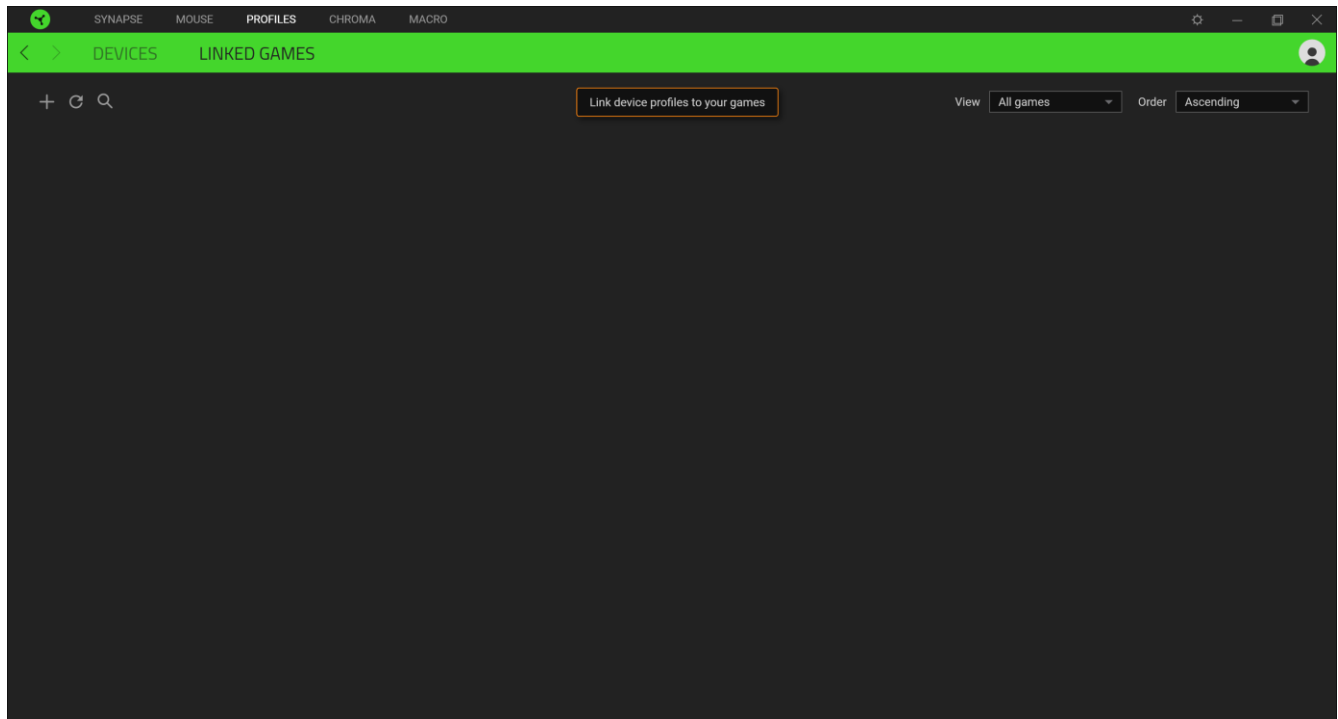 SYNAPSE MOUSE PROFILES CHROMA MACRO
DEVICES LINKED GAMES
Link device profiles to your games View All games Order Ascending